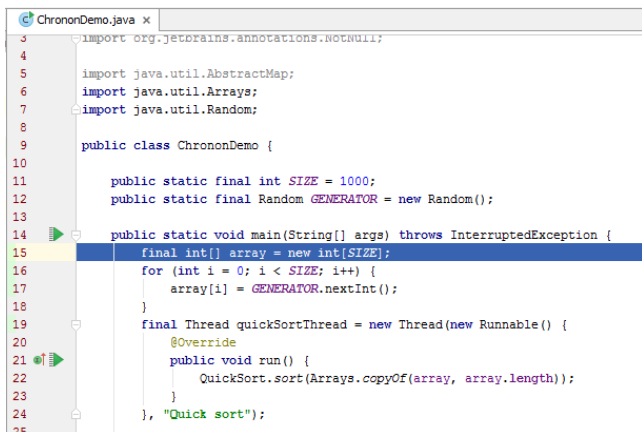 ChrononDemo.java ×
3 import org.jetbrains.annotations.NotNull;
4
5 import java.util.AbstractMap;
6 import java.util.Arrays;
7 import java.util.Random;
8
9 public class ChrononDemo {
10
11 public static final int SIZE = 1000;
12 public static final Random GENERATOR = new Random();
13
14 public static void main(String[] args) throws InterruptedException {
15 final int[] array = new int[SIZE];
16 for (int i = 0; i < SIZE; i++) {
17 array[i] = GENERATOR.nextInt();
18 }
19 final Thread quickSortThread = new Thread(new Runnable() {
20 @Override
21 public void run() {
22 QuickSort.sort(Arrays.copyOf(array, array.length));
23 }
24 }, "Quick sort");
25